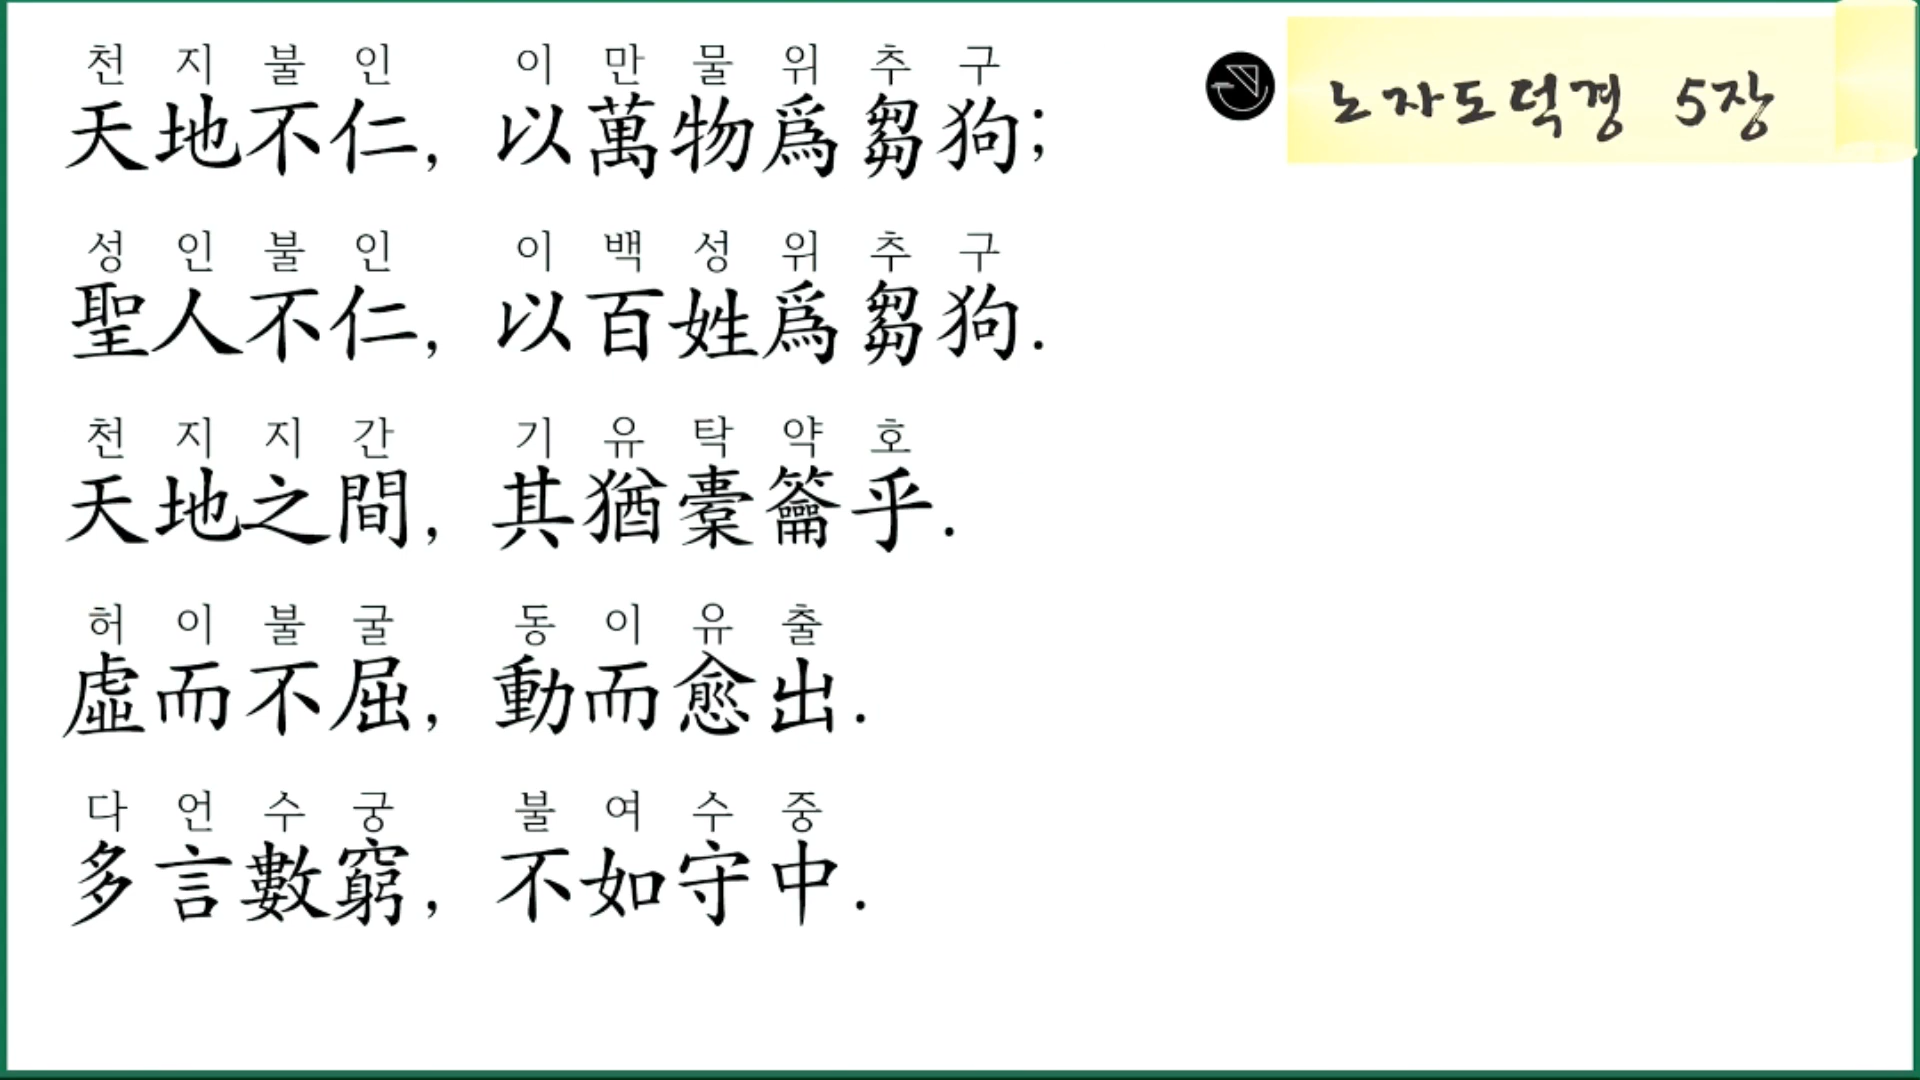 천 지 불 인 이 만 물 위 추 구
天地不仁, 以萬物爲芻狗;
성 인 불 인 이 백 성 위 추 구
聖人不仁, 以百姓爲芻狗.
천 지 지 간 기 유 탁 약 호
天地之間, 其猶橐籥乎.
허 이 불 굴 동 이 유 출
虛而不屈, 動而愈出.
다 언 수 궁 불 여 수 중
多言數窮, 不如守中.
노자도덕경 5장